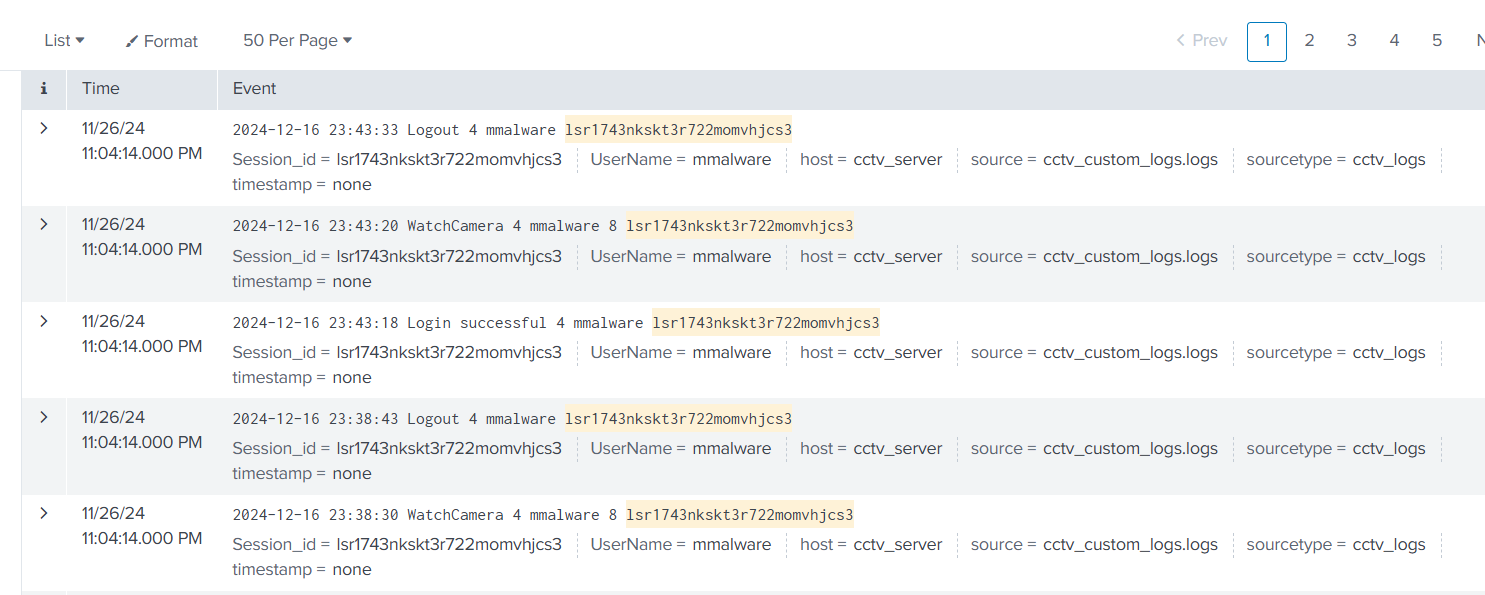 List Format 50 Per Page Prev 1 2 3 4 5 N
i Time Event
11/26/24 2024-12-16 23:43:33 Logout 4 mmalware lsr1743nkskt3r722momvhjcs3
11:04:14.000 PM Session_id = lsr1743nkskt3r722momvhjcs3 UserName = mmalware host = cctv_server source = cctv_custom_logs.logs sourcetype = cctv_logs
timestamp = none
11/26/24 2024-12-16 23:43:20 WatchCamera 4 mmalware 8 lsr1743nkskt3r722momvhjcs3
11:04:14.000 PM Session_id = lsr1743nkskt3r722momvhjcs3 UserName = mmalware host = cctv_server source = cctv_custom_logs.logs sourcetype = cctv_logs
timestamp = none
11/26/24 2024-12-16 23:43:18 Login successful 4 mmalware lsr1743nkskt3r722momvhjcs3
11:04:14.000 PM Session_id = lsr1743nkskt3r722momvhjcs3 UserName = mmalware host = cctv_server source = cctv_custom_logs.logs sourcetype = cctv_logs
timestamp = none
11/26/24 2024-12-16 23:38:43 Logout 4 mmalware lsr1743nkskt3r722momvhjcs3
11:04:14.000 PM Session_id = lsr1743nkskt3r722momvhjcs3 UserName = mmalware host = cctv_server source = cctv_custom_logs.logs sourcetype = cctv_logs
timestamp = none
11/26/24 2024-12-16 23:38:30 WatchCamera 4 mmalware 8 lsr1743nkskt3r722momvhjcs3
11:04:14.000 PM Session_id = lsr1743nkskt3r722momvhjcs3 UserName = mmalware host = cctv_server source = cctv_custom_logs.logs sourcetype = cctv_logs
timestamp = none